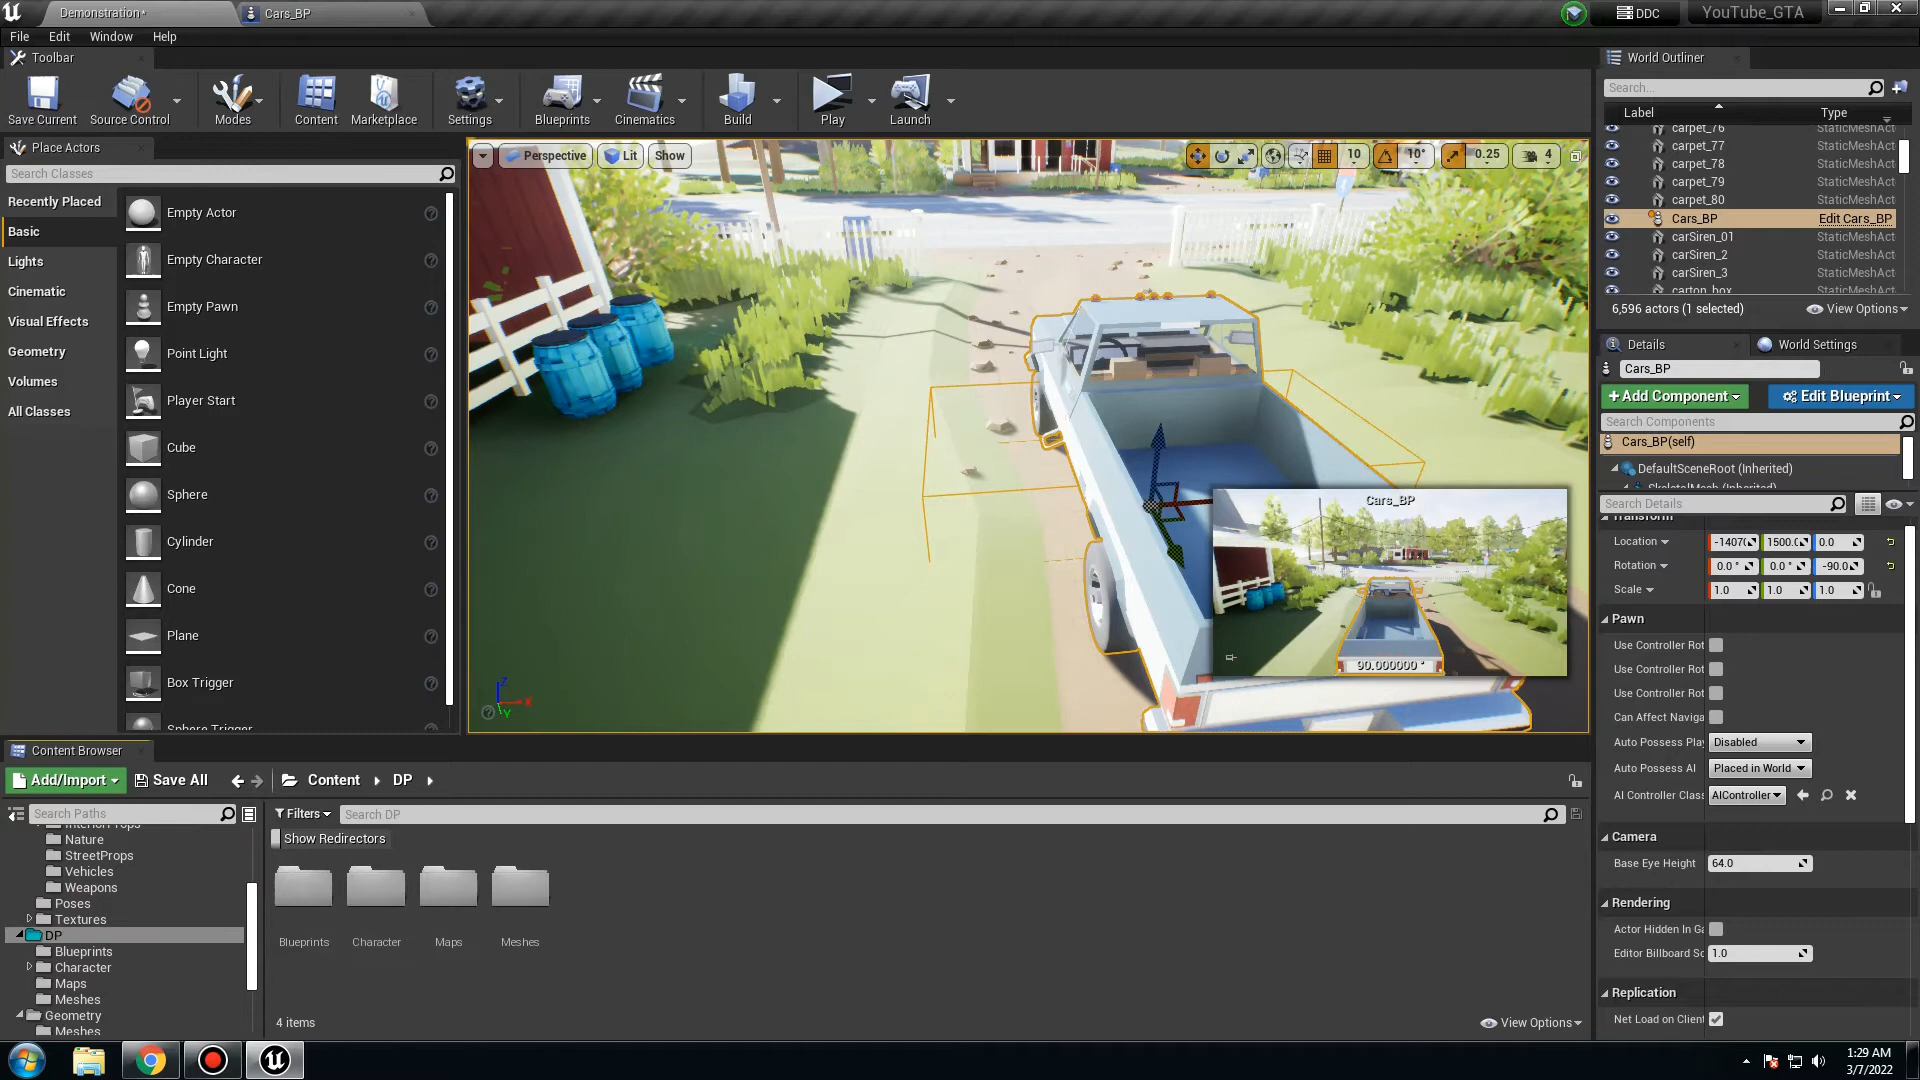 Demonstration*
Cars_BP
DDC
YouTube_GTA
File
Edit
Window
Help
Toolbar
Save Current
Source Control
Modes
Content
Marketplace
Settings
Blueprints
Cinematics
Build
Play
Launch
Place Actors
Search Classes
Recently Placed
Basic
Lights
Cinematic
Visual Effects
Geometry
Volumes
All Classes
Empty Actor
Empty Character
Empty Pawn
Point Light
Player Start
Cube
Sphere
Cylinder
Cone
Plane
Box Trigger
Sphere Trigger
Perspective
Lit
Show
10
10°
0.25
4
Cars_BP
90.000000 °
Z
X
Y
World Outliner
Search...
Label
Type
carpet_76 StaticMeshAct
carpet_77 StaticMeshAct
carpet_78 StaticMeshAct
carpet_79 StaticMeshAct
carpet_80 StaticMeshAct
Cars_BP Edit Cars_BP
carSiren_01 StaticMeshAct
carSiren_2 StaticMeshAct
carSiren_3 StaticMeshAct
carton_box StaticMeshAct
6,596 actors (1 selected)
View Options
Details
World Settings
Cars_BP
+Add Component
Edit Blueprint
Search Components
Cars_BP(self)
DefaultSceneRoot (Inherited)
SkeletalMesh (Inherited)
Search Details
Transform
Location -1407( 1500.( 0.0
Rotation 0.0 ° 0.0 ° -90.0
Scale 1.0 1.0 1.0
Pawn
Use Controller Rot
Use Controller Rot
Use Controller Rot
Can Affect Naviga
Auto Possess Play Disabled
Auto Possess AI Placed in World
AI Controller Class AIController
Camera
Base Eye Height 64.0
Rendering
Actor Hidden In Ga
Editor Billboard Sc 1.0
Replication
Net Load on Client
Content Browser
Add/Import
Save All
Content
DP
Search Paths
Filters
Search DP
Show Redirectors
InteriorProps
Nature
StreetProps
Vehicles
Weapons
Poses
Textures
DP
Blueprints
Character
Maps
Meshes
Geometry
Meshes
Blueprints
Character
Maps
Meshes
4 items
View Options
1:29 AM
3/7/2022